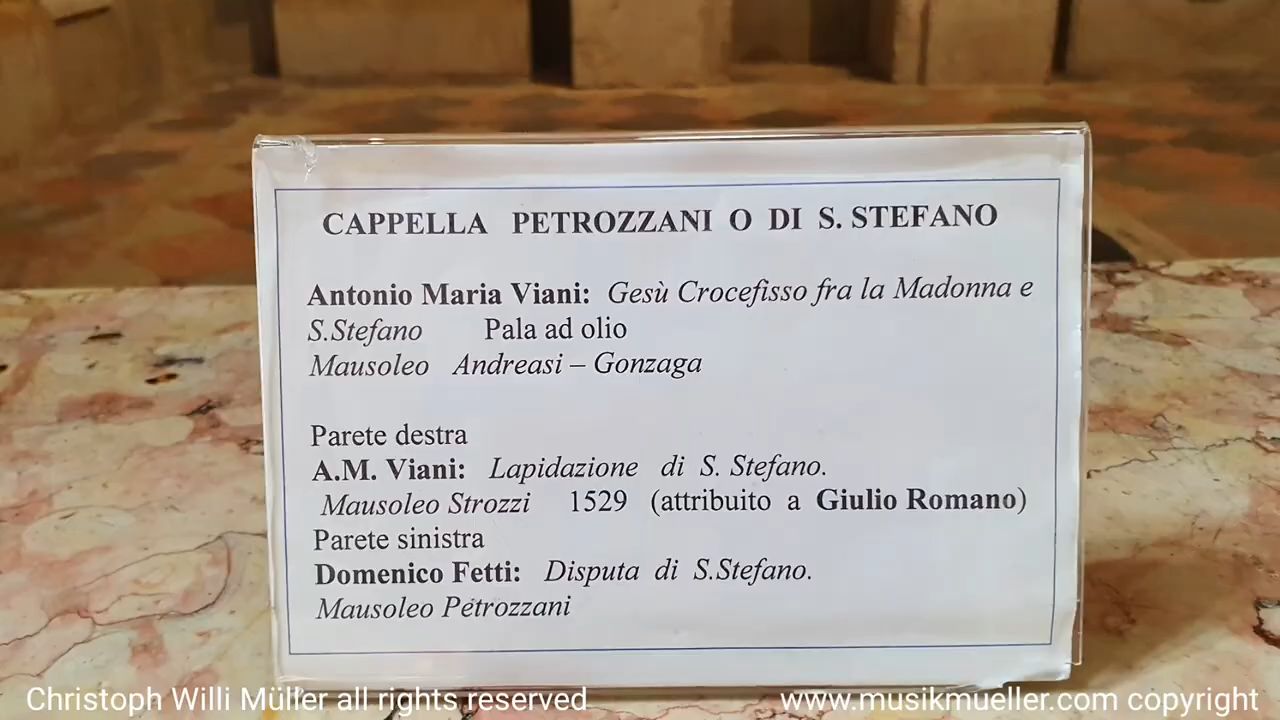 CAPPELLA PETROZZANI O DI S. STEFANO
Antonio Maria Viani: Gesù Crocefisso fra la Madonna e
S.Stefano Pala ad olio
Mausoleo Andreasi – Gonzaga
Parete destra
A.M. Viani: Lapidazione di S. Stefano.
Mausoleo Strozzi 1529 (attribuito a Giulio Romano)
Parete sinistra
Domenico Fetti: Disputa di S.Stefano.
Mausoleo Petrozzani
Christoph Willi Müller all rights reserved
www.musikmueller.com copyright